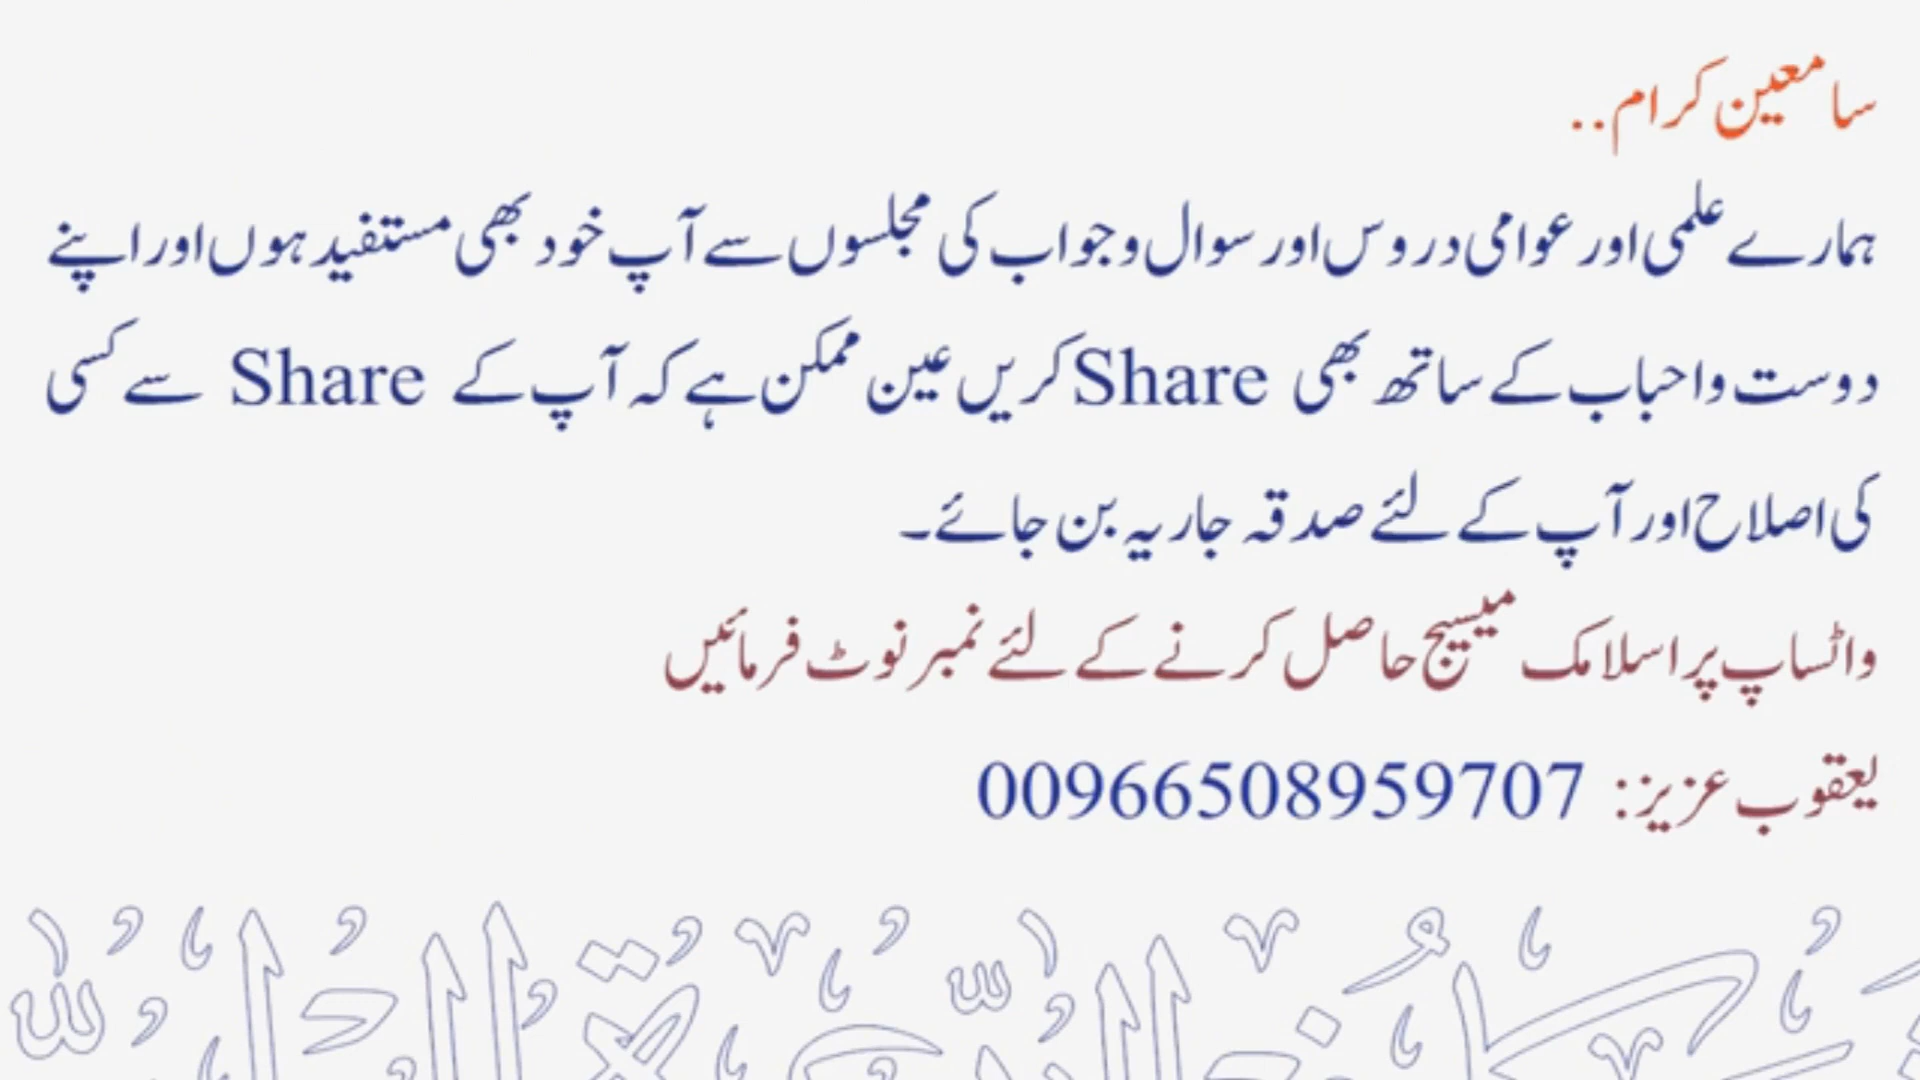 سامعین کرام..
ہمارے علمی اور عوامی دروس اور سوال و جواب کی مجلسوں سے آپ خود بھی مستفید ہوں اور اپنے
دوست و احباب کے ساتھ بھی Share کریں عین ممکن ہے کہ آپ کے Share سے کسی
کی اصلاح اور آپ کے لئے صدقہ جاریہ بن جائے۔
واٹساپ پر اسلامک میسیج حاصل کرنے کے لئے نمبر نوٹ فرمائیں
یعقوب عزیز: 00966508959707